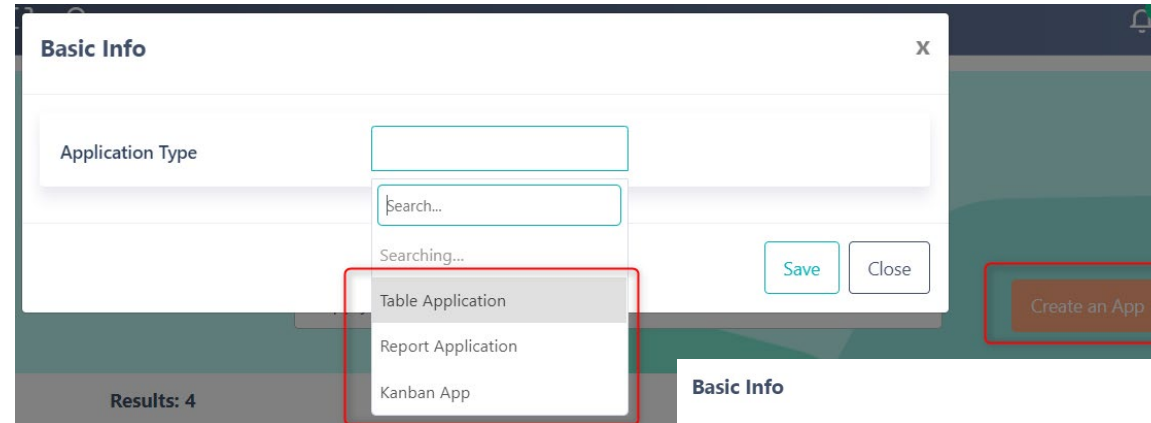 Basic Info
X
Application Type
Search...
Searching...
Save
Close
Table Application
Create an App
Report Application
Kanban App
Basic Info
Results: 4